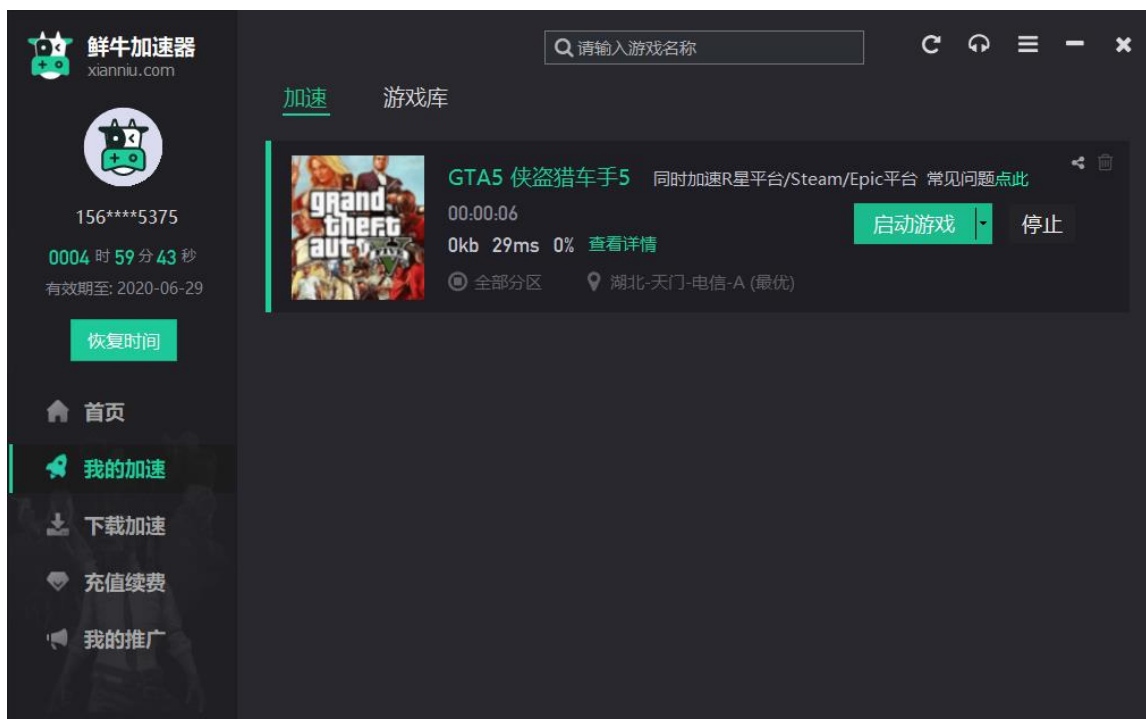 鲜牛加速器
xianniu.com
请输入游戏名称
156****5375
0004 时 59 分 43 秒
有效期至: 2020-06-29
恢复时间
首页
我的加速
下载加速
充值续费
我的推广
加速 游戏库
grand
theft
auto
GTA5 侠盗猎车手5 同时加速R星平台/Steam/Epic平台 常见问题点此
00:00:06
0kb 29ms 0% 查看详情
启动游戏 停止
全部分区 湖北-天门-电信-A (最优)